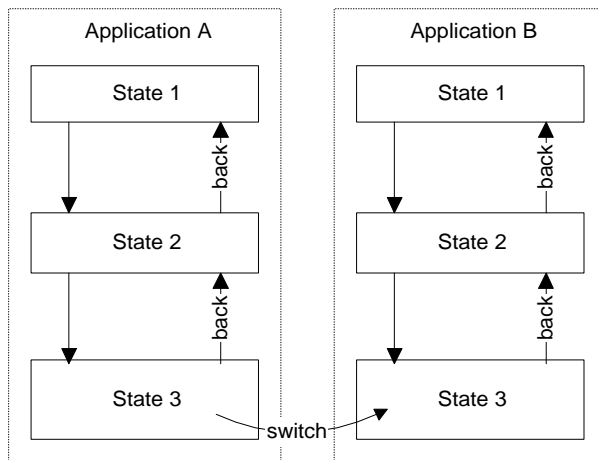 Application A
Application B
State 1
State 1
back
back
State 2
State 2
back
back
State 3
State 3
switch